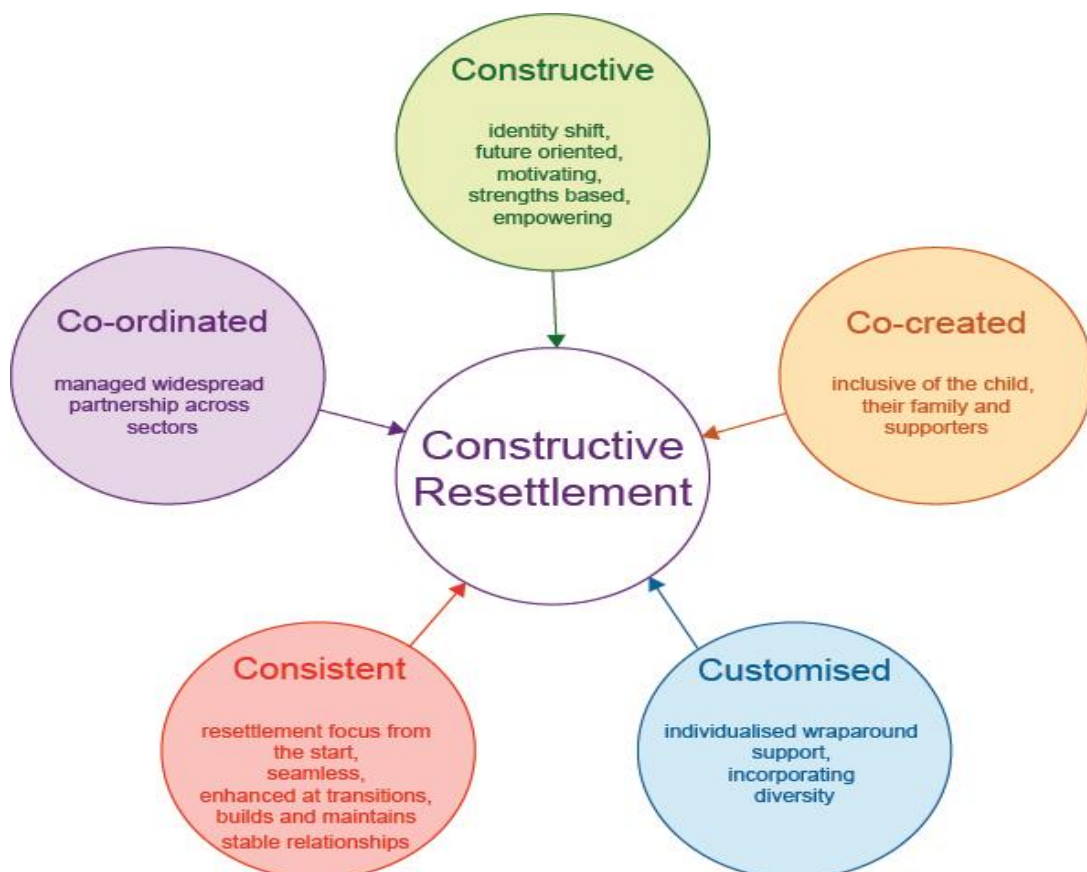 Constructive
identity shift,
future oriented,
motivating,
strengths based,
empowering
Co-ordinated
managed widespread
partnership across
sectors
Co-created
inclusive of the child,
their family and
supporters
Constructive
Resettlement
Consistent
resettlement focus from
the start,
seamless,
enhanced at transitions,
builds and maintains
stable relationships
Customised
individualised wraparound
support,
incorporating
diversity